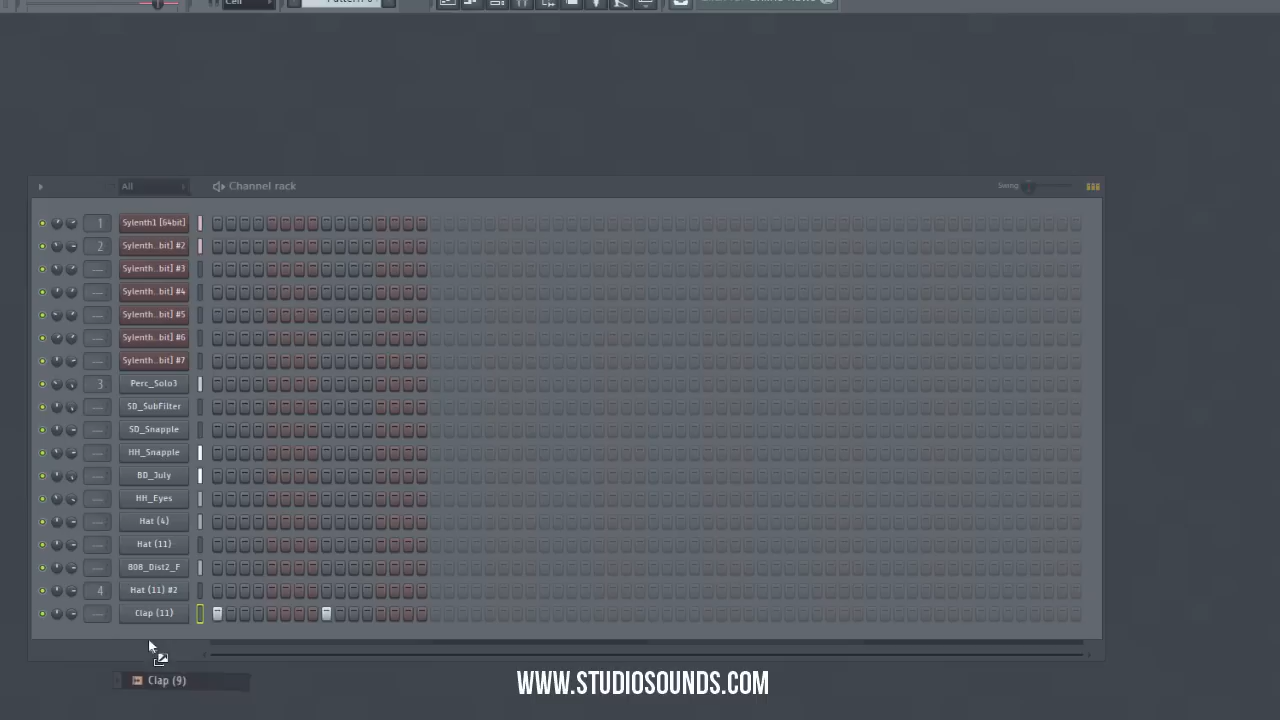 Cell
All
Channel rack
Swing
1 Sylenth1 [64bit]
2 Sylenth..bit] #2
--- Sylenth..bit] #3
--- Sylenth..bit] #4
--- Sylenth..bit] #5
--- Sylenth..bit] #6
--- Sylenth..bit] #7
3 Perc_Solo3
--- SD_SubFilter
--- SD_Snapple
--- HH_Snapple
--- BD_July
--- HH_Eyes
--- Hat (4)
--- Hat (11)
--- 808_Dist2_F
4 Hat (11) #2
--- Clap (11)
Clap (9)
WWW.STUDIOSOUNDS.COM